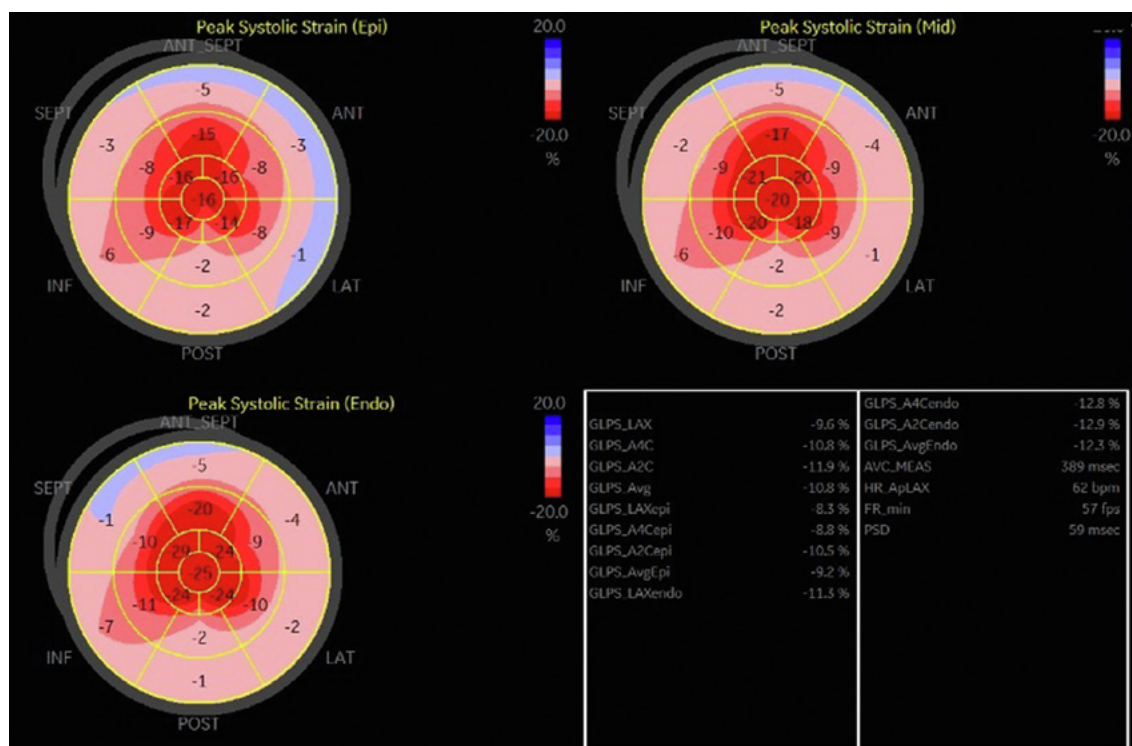 Peak Systolic Strain (Epi)
ANT_SEPT
20.0
SEPT
ANT
-5
-3
-3
-15
-8
-8
-20.0
%
-16
-16
-16
-17
-14
-9
-8
-6
-1
-2
INF
LAT
-2
POST
Peak Systolic Strain (Mid)
ANT_SEPT
SEPT
ANT
-5
-2
-4
-17
-9
-9
-20.0
%
-21
-20
-20
-20
-18
-10
-9
-6
-1
-2
INF
LAT
-2
POST
Peak Systolic Strain (Endo)
ANT_SEPT
20.0
SEPT
ANT
-5
-1
-4
-20
-10
-9
-20.0
%
-29
-24
-25
-24
-24
-11
-10
-7
-2
-2
INF
LAT
-1
POST
GLPS_LAX -9.6 %
GLPS_A4C -10.8 %
GLPS_A2C -11.9 %
GLPS_Avg -10.8 %
GLPS_LAXepi -8.3 %
GLPS_A4Cepi -8.8 %
GLPS_A2Cepi -10.5 %
GLPS_AvgEpi -9.2 %
GLPS_LAXendo -11.3 %
GLPS_A4Cendo -12.8 %
GLPS_A2Cendo -12.9 %
GLPS_AvgEndo -12.3 %
AVC_MEAS 389 msec
HR_ApLAX 62 bpm
FR_min 57 fps
PSD 59 msec